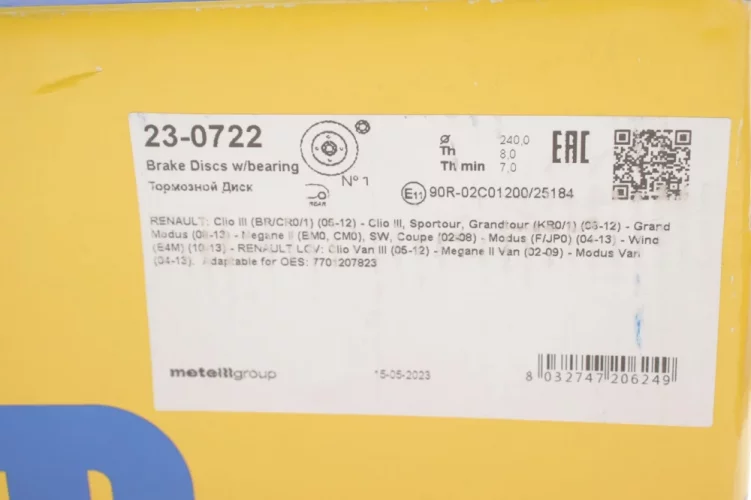 23-0722
Brake Discs w/bearing
Тормозной Диск
N° 1
REAR
Ø 240,0
Th 8,0
Th min 7,0
EAC
E11 90R-02C01200/25184
RENAULT: Clio III (BR/CR0/1) (05-12) - Clio III, Sportour, Grandtour (KR0/1) (08-12) - Grand
Modus (08-13) - Megane II (EM0, CM0), SW, Coupe (02-08) - Modus (F/JP0) (04-13) - Wind
(E4M) (10-13) - RENAULT LCV: Clio Van III (05-12) - Megane II Van (02-09) - Modus Van
(04-13). Adaptable for OES: 7701207823
metelligroup
15-05-2023
8 032747 206249